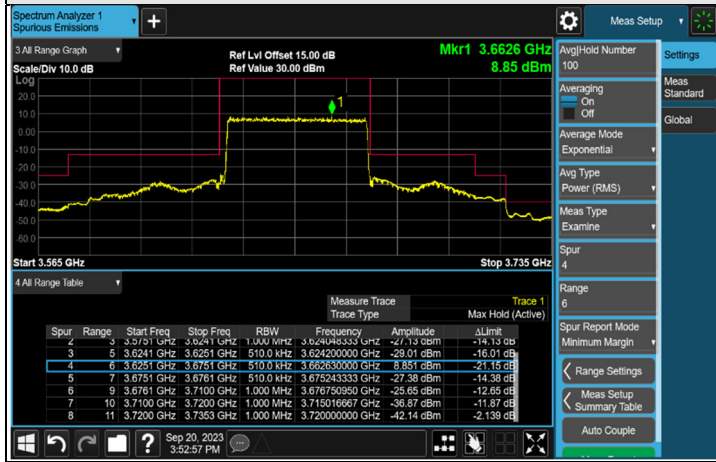 Spectrum Analyzer 1
Spurious Emissions
+
Meas Setup
3 All Range Graph
Scale/Div 10.0 dB
Ref Lvl Offset 15.00 dB
Ref Value 30.00 dBm
Mkr1 3.6626 GHz
8.85 dBm
Log
20.0
10.0
0.00
-10.0
-20.0
-30.0
-40.0
-50.0
-60.0
1
Start 3.565 GHz
Stop 3.735 GHz
4 All Range Table
Measure Trace Trace 1
Trace Type Max Hold (Active)
Spur Range Start Freq Stop Freq RBW Frequency Amplitude ΔLimit
2 3 3.5751 GHz 3.6241 GHz 1.000 MHz 3.624048333 GHz -27.13 dBm -14.13 dB
3 5 3.6241 GHz 3.6251 GHz 510.0 kHz 3.624200000 GHz -29.01 dBm -16.01 dB
4 6 3.6251 GHz 3.6751 GHz 510.0 kHz 3.662630000 GHz 8.851 dBm -21.15 dB
5 7 3.6751 GHz 3.6761 GHz 510.0 kHz 3.675243333 GHz -27.38 dBm -14.38 dB
6 9 3.6761 GHz 3.7100 GHz 1.000 MHz 3.676750950 GHz -25.65 dBm -12.65 dB
7 10 3.7100 GHz 3.7200 GHz 1.000 MHz 3.715016667 GHz -36.87 dBm -11.87 dB
8 11 3.7200 GHz 3.7353 GHz 1.000 MHz 3.720000000 GHz -42.14 dBm -2.139 dB
?
Sep 20, 2023
3:52:57 PM
Avg|Hold Number
100
Averaging
On
Off
Average Mode
Exponential
Avg Type
Power (RMS)
Meas Type
Examine
Spur
4
Range
6
Spur Report Mode
Minimum Margin
Range Settings
Meas Setup
Summary Table
Auto Couple
Settings
Meas
Standard
Global